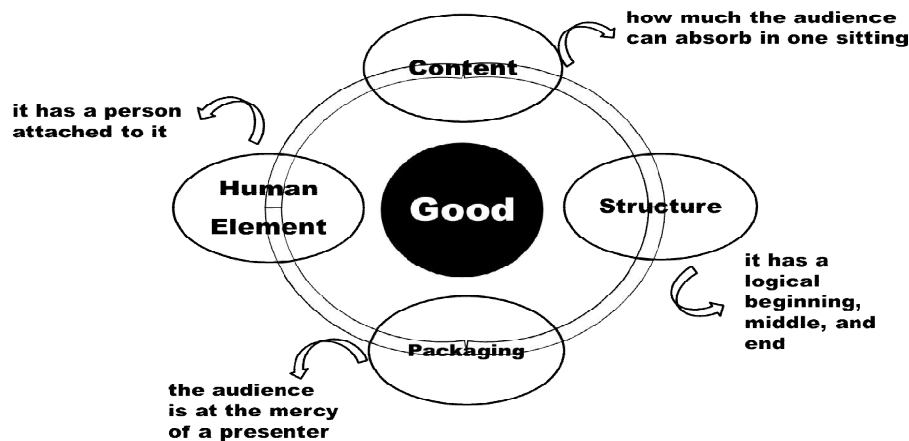 how much the audience
can absorb in one sitting
Content
it has a person
attached to it
Human
Element
Good
Structure
it has a
logical
beginning,
middle, and
end
Packaging
the audience
is at the mercy
of a presenter